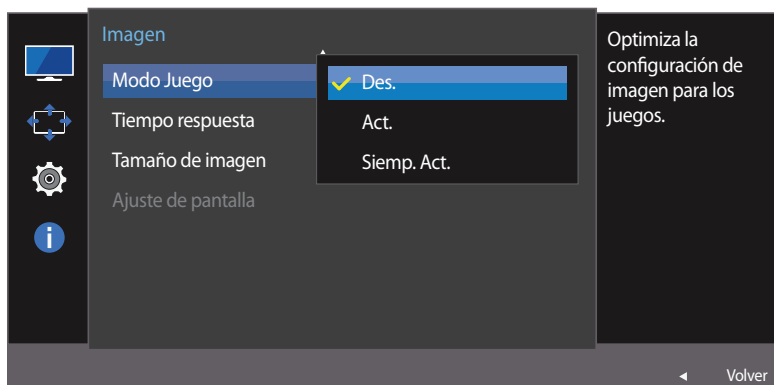 Imagen
Modo Juego
Des.
Tiempo respuesta
Act.
Tamaño de imagen
Siemp. Act.
Ajuste de pantalla
Optimiza la
configuración de
imagen para los
juegos.
Volver